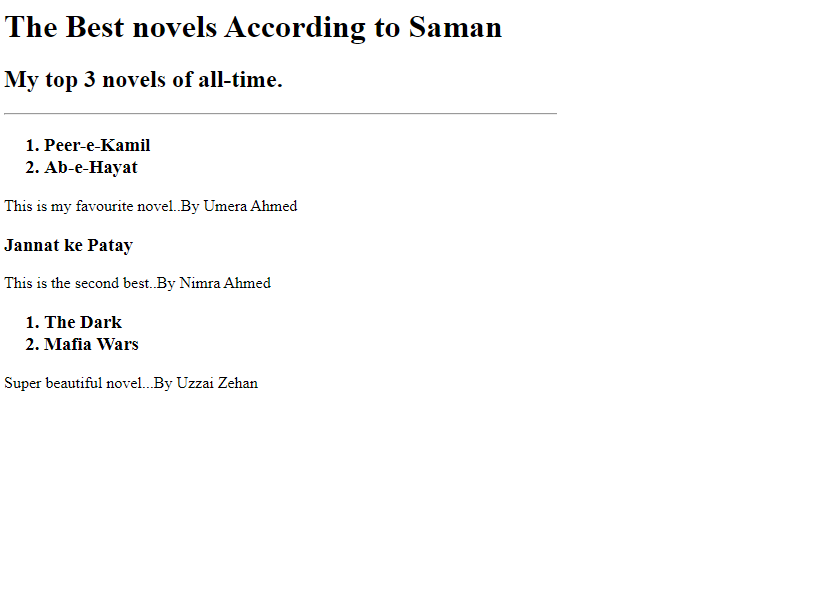 The Best novels According to Saman
My top 3 novels of all-time.
1. Peer-e-Kamil
2. Ab-e-Hayat
This is my favourite novel..By Umera Ahmed
Jannat ke Patay
This is the second best..By Nimra Ahmed
1. The Dark
2. Mafia Wars
Super beautiful novel...By Uzzai Zehan